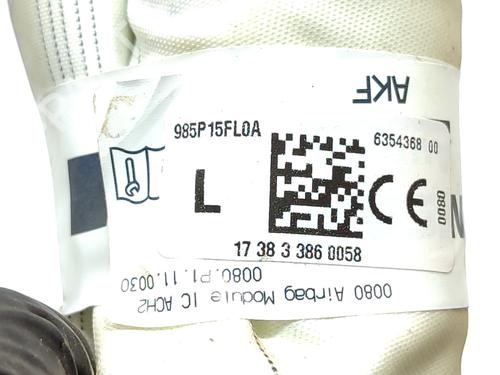 AKF
985P15FL0A
6354368 00
L
CE
0080
17 38 3 386 0058
0080 Airbag Module IC ACH2
0080.P1.11.0030